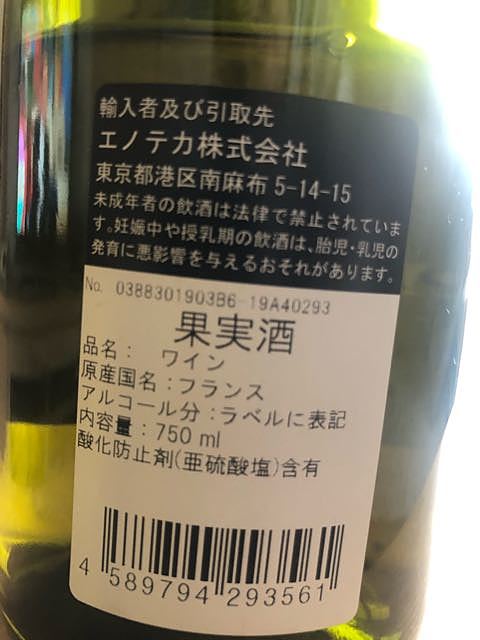 輸入者及び引取先
エノテカ株式会社
東京都港区南麻布 5-14-15
未成年者の飲酒は法律で禁止されていま
す。妊娠中や授乳期の飲酒は、胎児・乳児の
発育に悪影響を与えるおそれがあります。
No. 0388301903B6-19A40293
果実酒
品名： ワイン
原産国名：フランス
アルコール分：ラベルに表記
内容量：750 ml
酸化防止剤(亜硫酸塩)含有
4 589794 293561